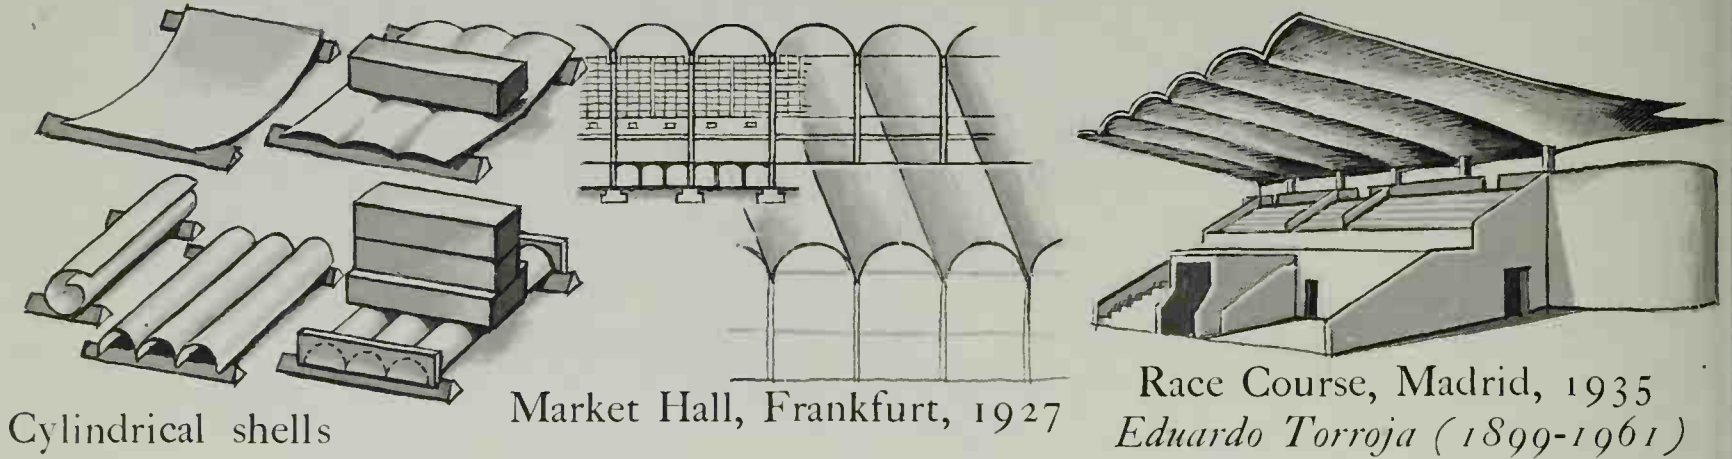 Cylindrical shells
Market Hall, Frankfurt, 1927
Race Course, Madrid, 1935
Eduardo Torroja (1899-1961)